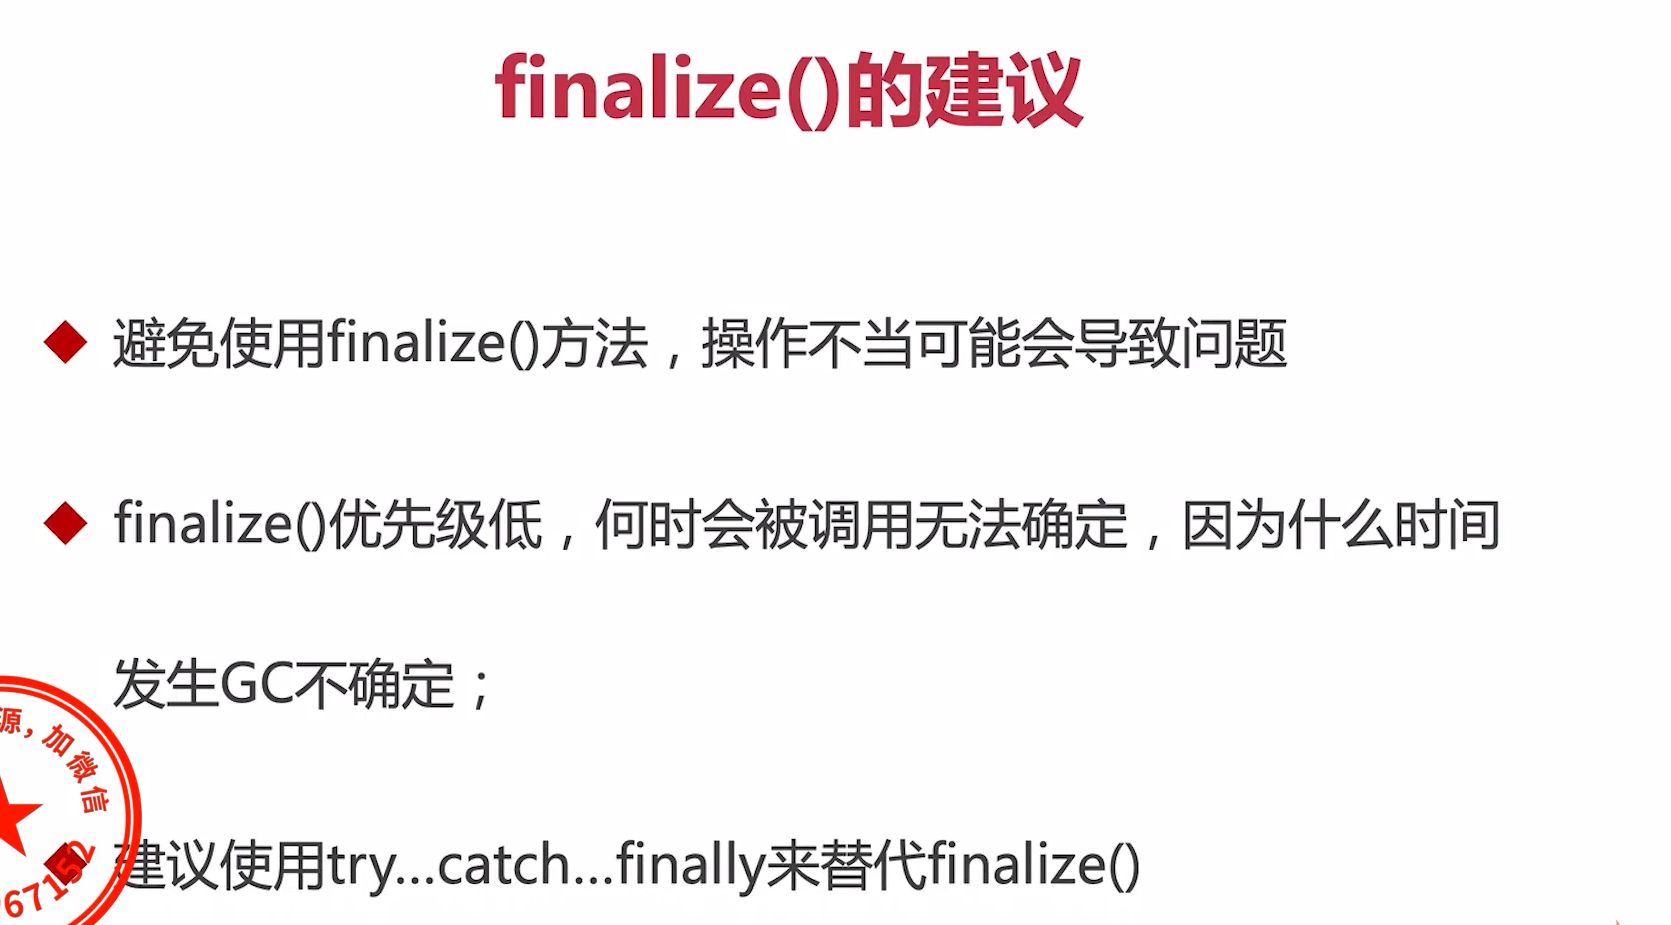 finalize()的建议
避免使用finalize()方法，操作不当可能会导致问题
finalize()优先级低，何时会被调用无法确定，因为什么时间
发生GC不确定；
源，加微信
建议使用try...catch...finally来替代finalize()
67152